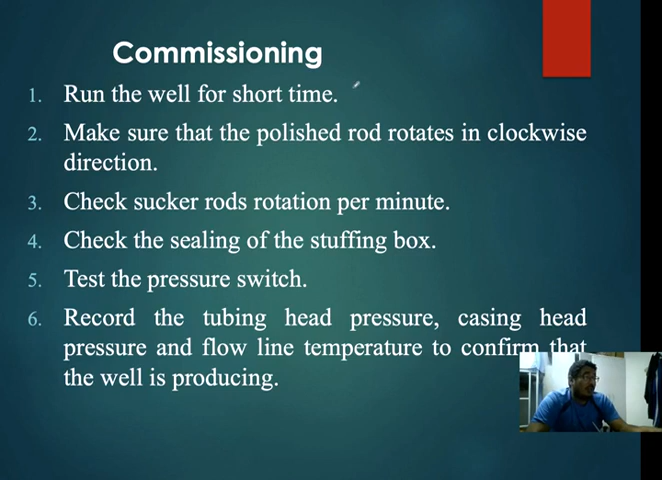 Commissioning
1. Run the well for short time.
2. Make sure that the polished rod rotates in clockwise
direction.
3. Check sucker rods rotation per minute.
4. Check the sealing of the stuffing box.
5. Test the pressure switch.
6. Record the tubing head pressure, casing head
pressure and flow line temperature to confirm that
the well is producing.